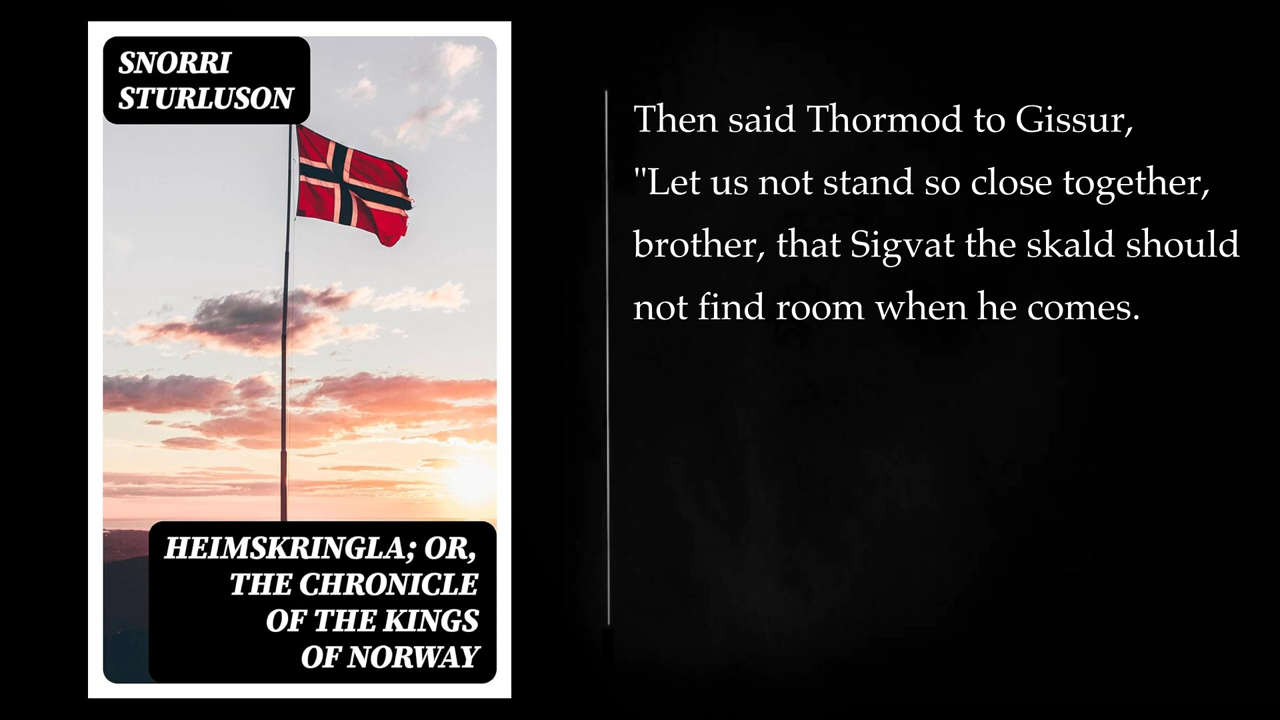 SNORRI
STURLUSON
HEIMSKRINGLA; OR,
THE CHRONICLE
OF THE KINGS
OF NORWAY
Then said Thormod to Gissur,
"Let us not stand so close together,
brother, that Sigvat the skald should
not find room when he comes.